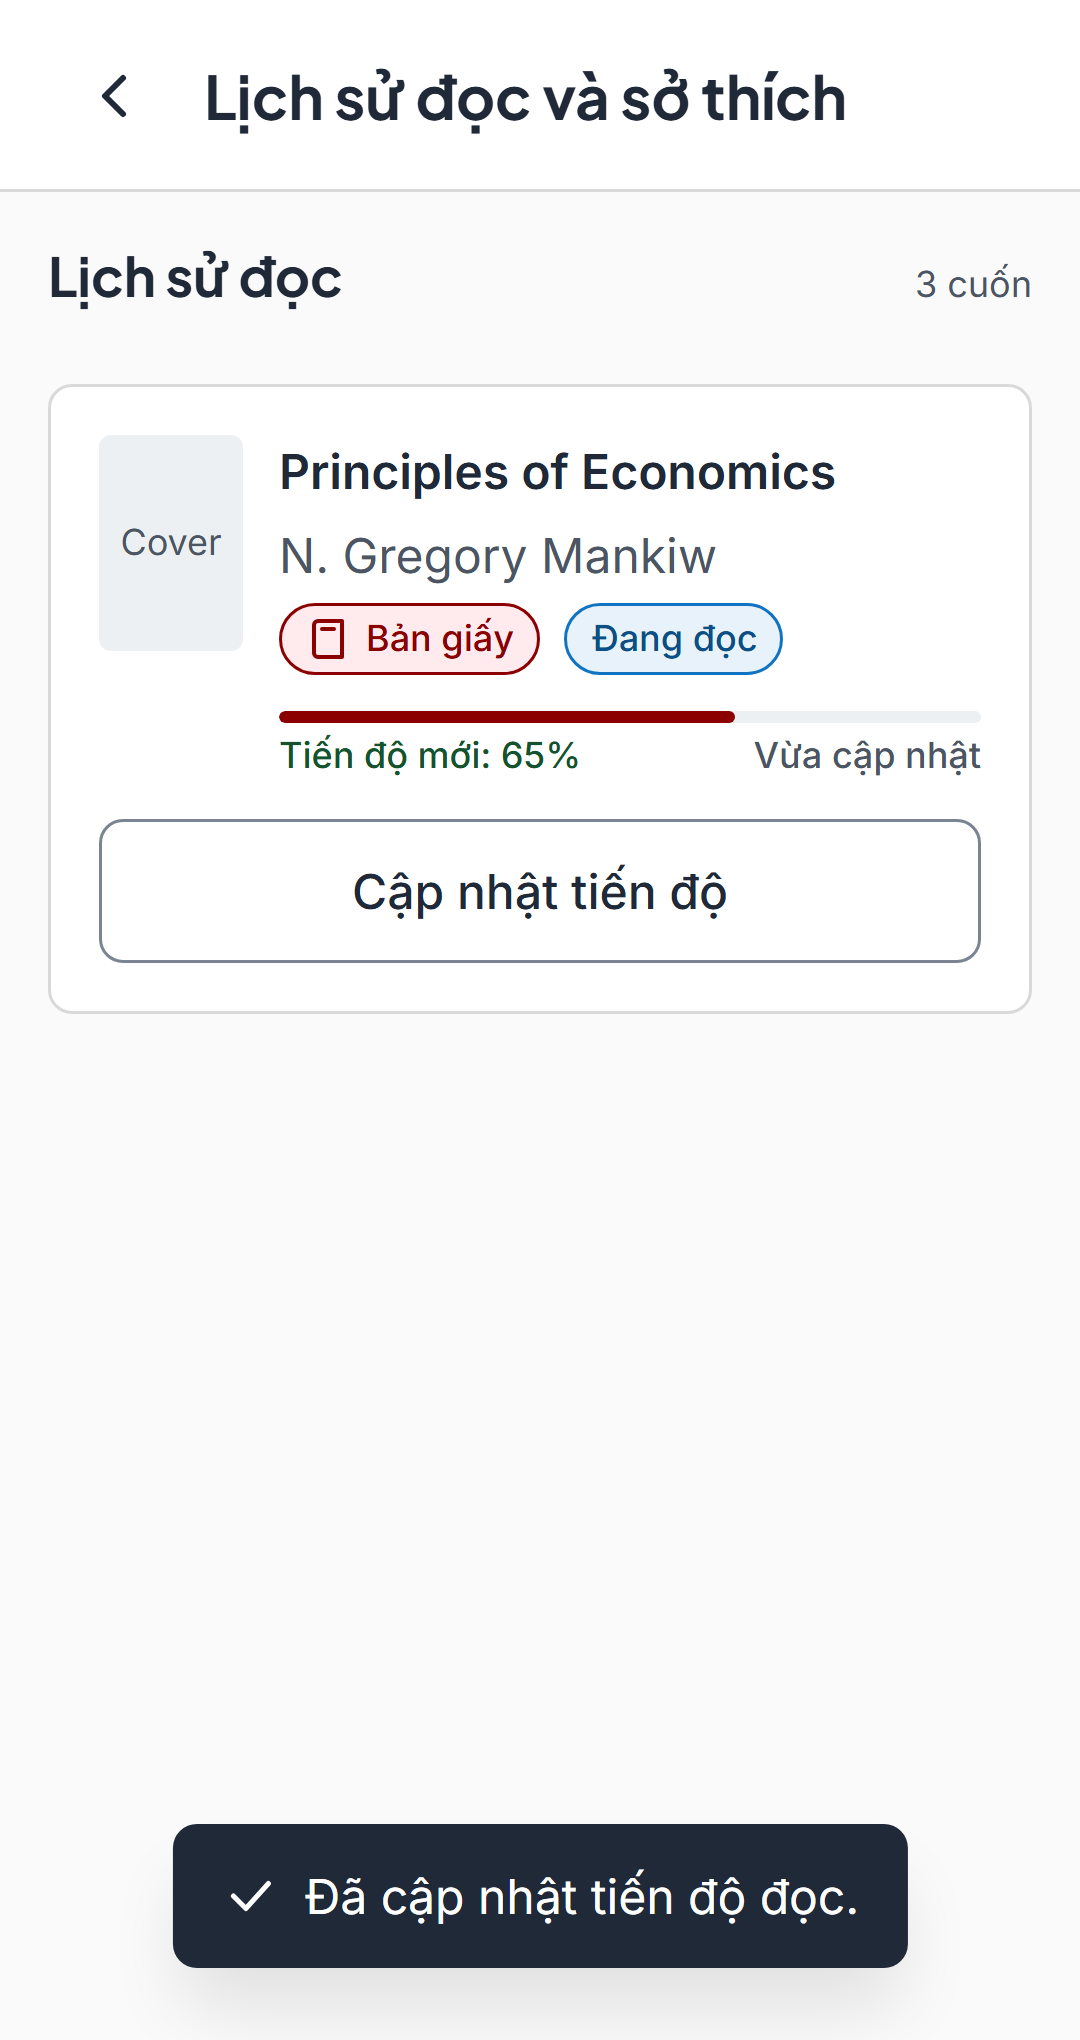 Lịch sử đọc và sở thích
Lịch sử đọc
3 cuốn
Cover
Principles of Economics
N. Gregory Mankiw
Bản giấy
Đang đọc
Tiến độ mới: 65%
Vừa cập nhật
Cập nhật tiến độ
Đã cập nhật tiến độ đọc.